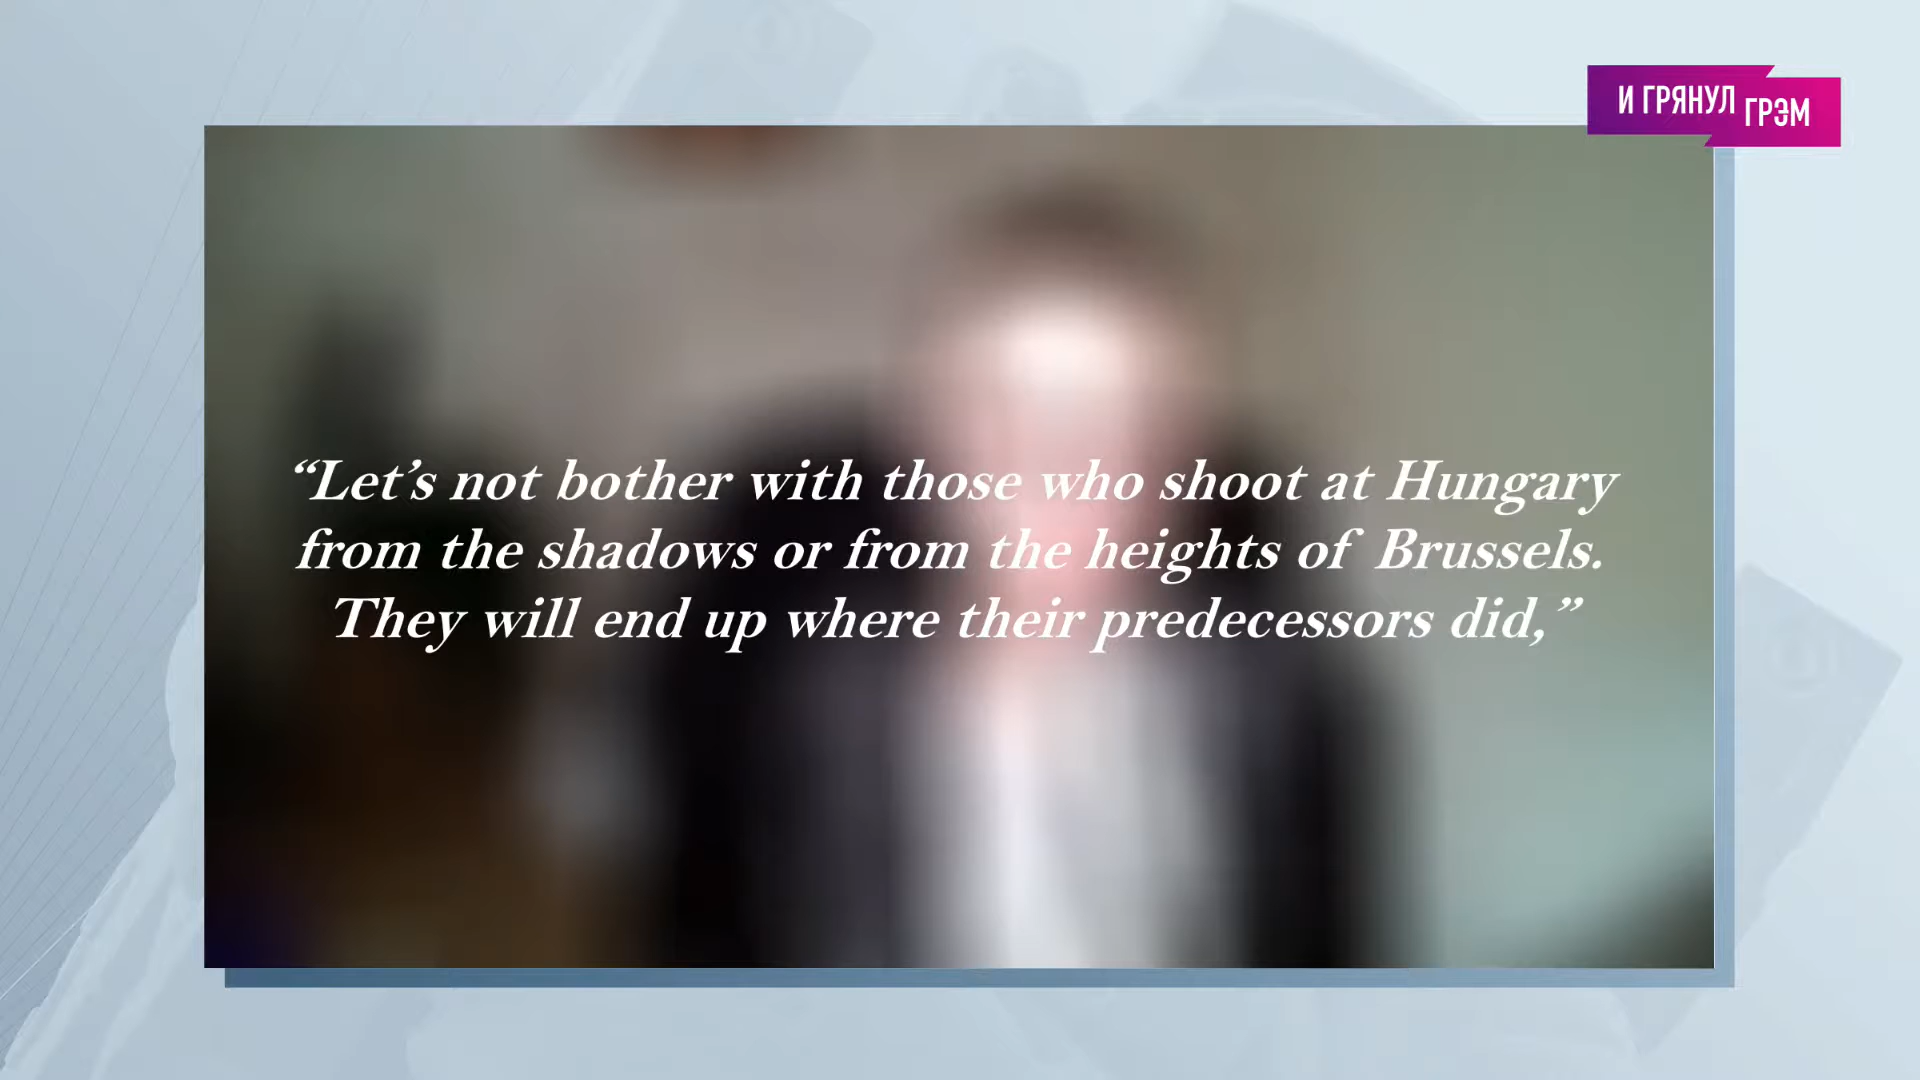 И ГРЯНУЛ ГРЭМ
“Let’s not bother with those who shoot at Hungary
from the shadows or from the heights of Brussels.
They will end up where their predecessors did,”